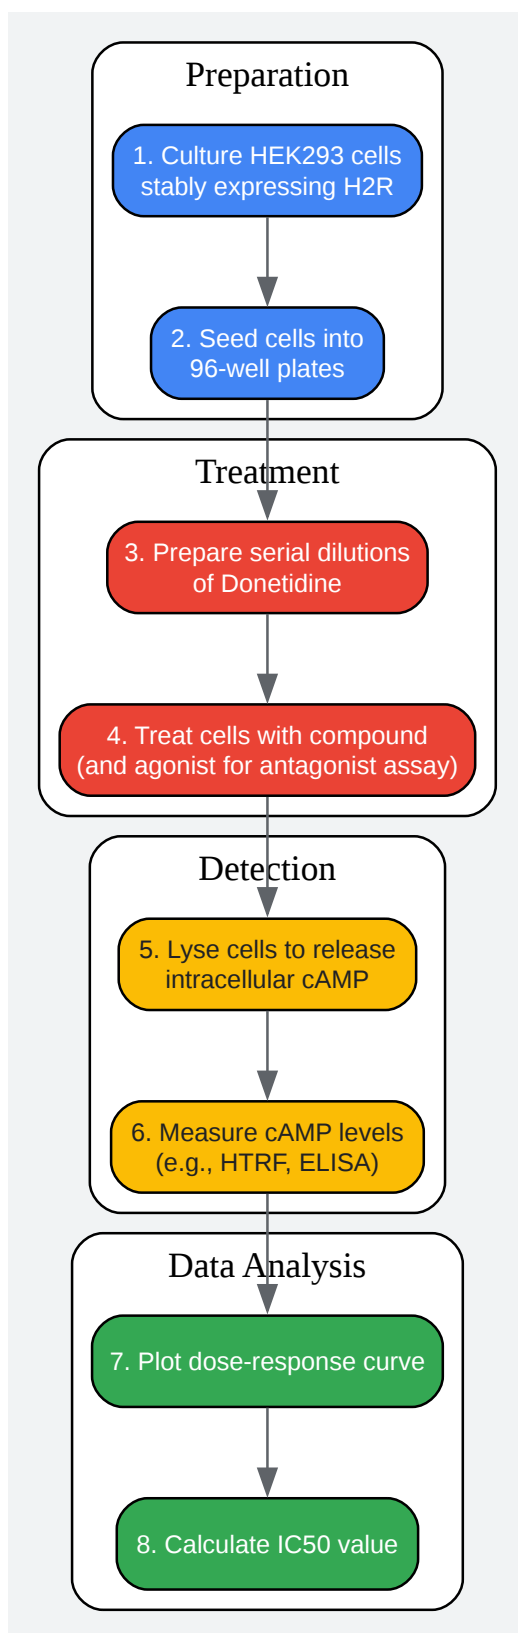 Preparation
1. Culture HEK293 cells
stably expressing H2R
2. Seed cells into
96-well plates
Treatment
3. Prepare serial dilutions
of Donetidine
4. Treat cells with compound
(and agonist for antagonist assay)
Detection
5. Lyse cells to release
intracellular cAMP
6. Measure cAMP levels
(e.g., HTRF, ELISA)
Data Analysis
7. Plot dose-response curve
8. Calculate IC50 value